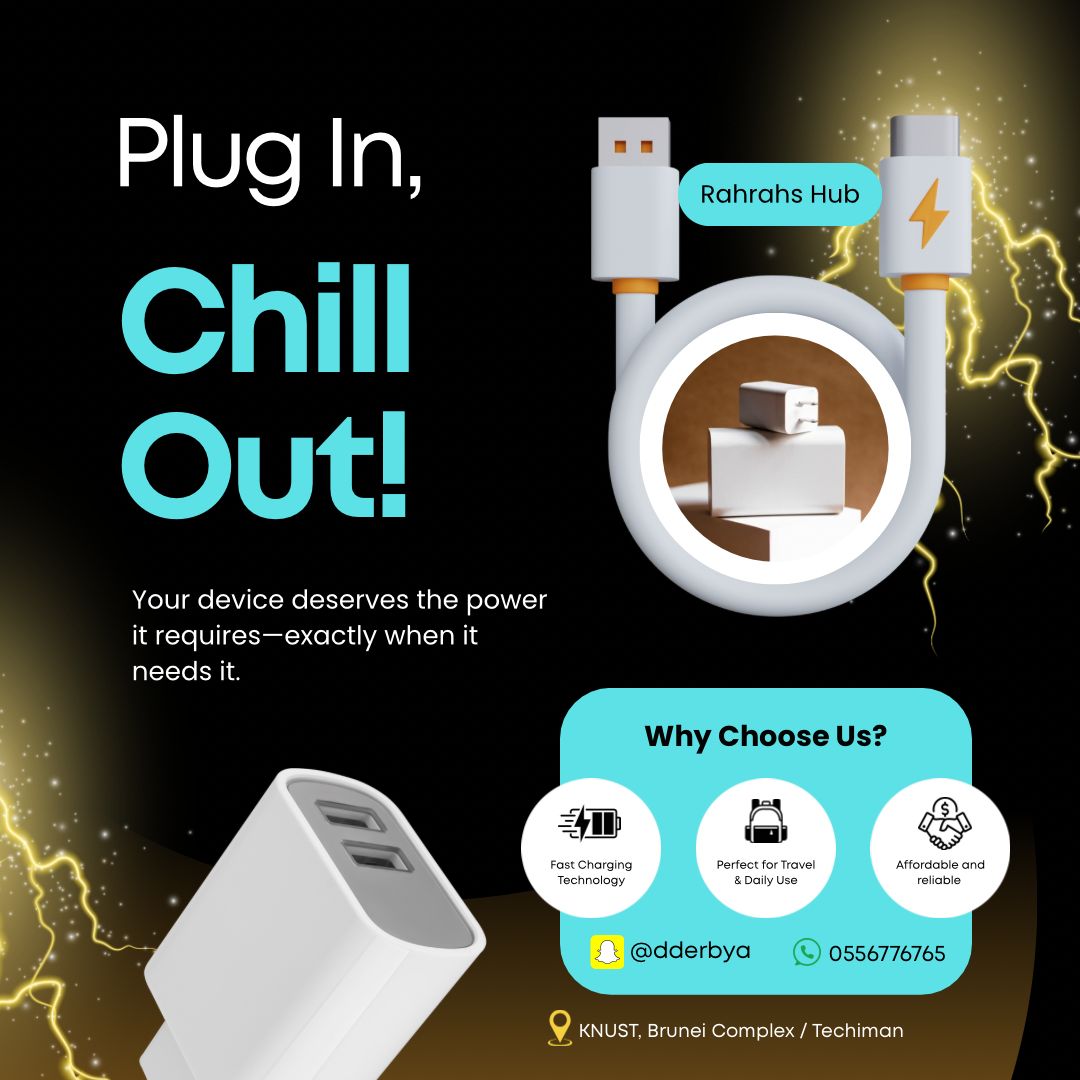 Plug In,
Chill
Out!
Rahrahs Hub
Your device deserves the power
it requires—exactly when it
needs it.
Why Choose Us?
Fast Charging
Technology
Perfect for Travel
& Daily Use
Affordable and
reliable
@dderbya
0556776765
KNUST, Brunei Complex / Techiman